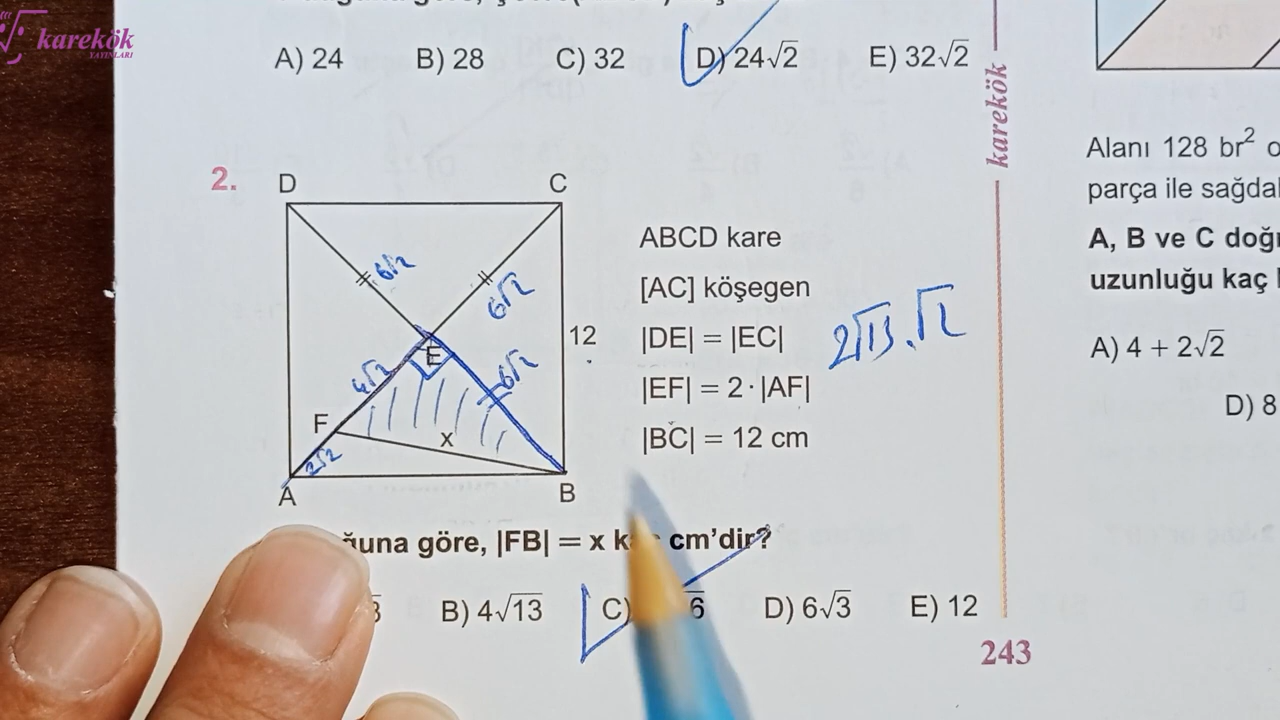 karekök
YAYINLARI
A) 24 B) 28 C) 32 D) 24√2 E) 32√2
karekök
2.
D C
6√2 6√2
E
12
4√2 6√2
F
x
2√2
A B
ABCD kare
[AC] köşegen
|DE| = |EC|
|EF| = 2·|AF|
|BC| = 12 cm
2√13.√2
ğuna göre, |FB| = x k cm'dir?
B) 4√13 C) 6 D) 6√3 E) 12
243
Alanı 128 br²
parça ile sağda
A, B ve C
uzunluğu kaç
A) 4 + 2√2
D) 8